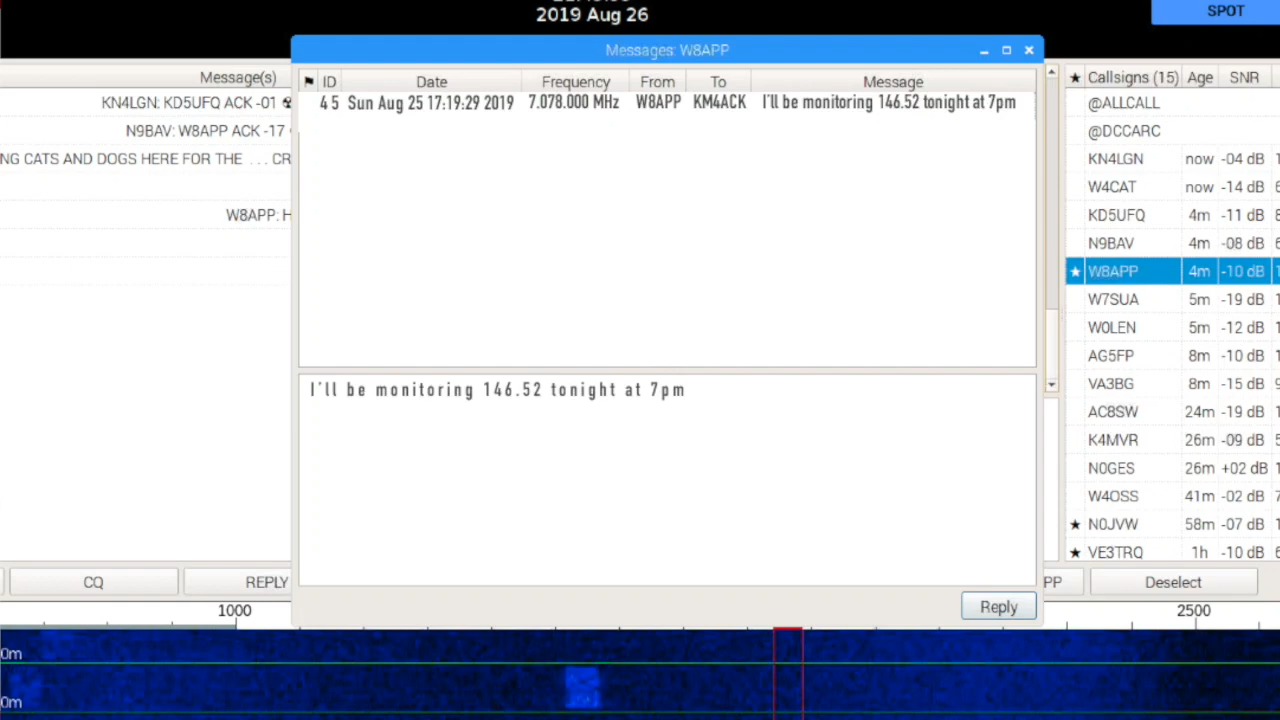 2019 Aug 26
SPOT
Messages: W8APP
Message(s)
KN4LGN: KD5UFQ ACK -01
N9BAV: W8APP ACK -17
NG CATS AND DOGS HERE FOR THE ... CR
W8APP: H
ID Date Frequency From To Message
45 Sun Aug 25 17:19:29 2019 7.078.000 MHz W8APP KM4ACK I'll be monitoring 146.52 tonight at 7pm
I'll be monitoring 146.52 tonight at 7pm
Reply
★ Callsigns (15) Age SNR
@ALLCALL
@DCCARC
KN4LGN now -04 dB
W4CAT now -14 dB
KD5UFQ 4m -11 dB
N9BAV 4m -08 dB
★ W8APP 4m -10 dB
W7SUA 5m -19 dB
W0LEN 5m -12 dB
AG5FP 8m -10 dB
VA3BG 8m -15 dB
AC8SW 24m -19 dB
K4MVR 26m -09 dB
N0GES 26m +02 dB
W4OSS 41m -02 dB
★ N0JVW 58m -07 dB
★ VE3TRQ 1h -10 dB
CQ REPLY PP Deselect
1000 2500
0m
0m